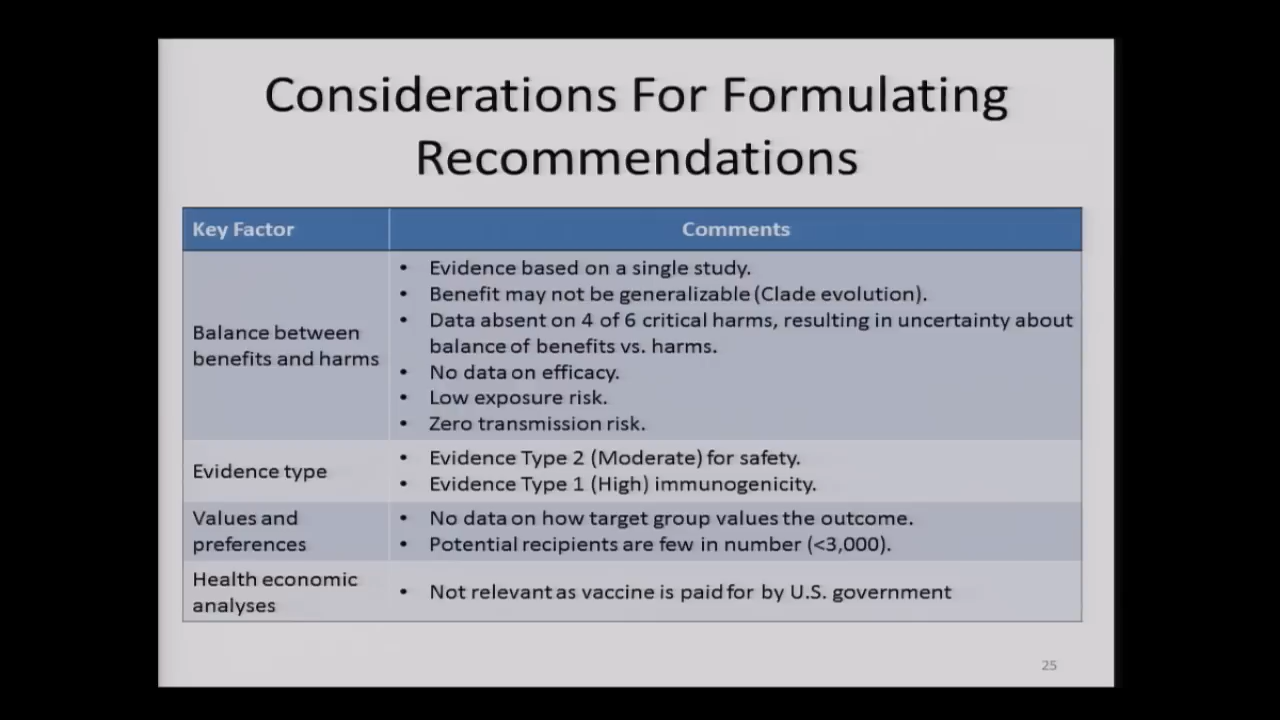 Considerations For Formulating
Recommendations
Key Factor
Comments
Balance between
benefits and harms
• Evidence based on a single study.
• Benefit may not be generalizable (Clade evolution).
• Data absent on 4 of 6 critical harms, resulting in uncertainty about
balance of benefits vs. harms.
• No data on efficacy.
• Low exposure risk.
• Zero transmission risk.
Evidence type
• Evidence Type 2 (Moderate) for safety.
• Evidence Type 1 (High) immunogenicity.
Values and
preferences
• No data on how target group values the outcome.
• Potential recipients are few in number (<3,000).
Health economic
analyses
• Not relevant as vaccine is paid for by U.S. government
25